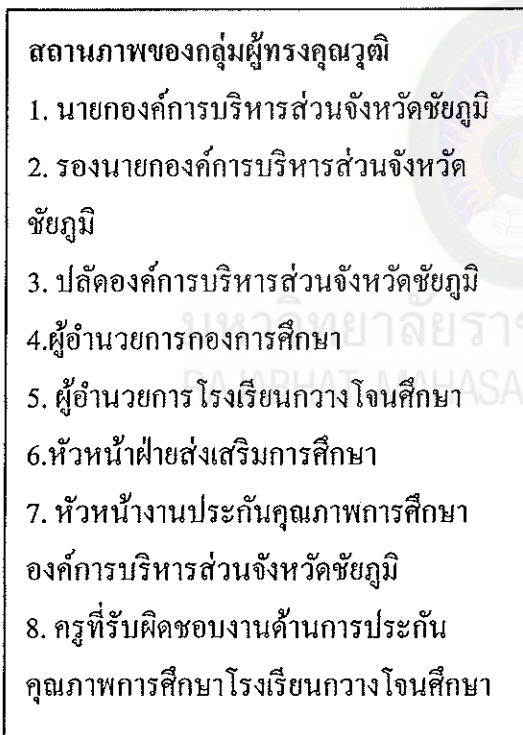 สถานภาพของกลุ่มผู้ทรงคุณวุฒิ
1. นายกองค์การบริหารส่วนจังหวัดชัยภูมิ
2. รองนายกองค์การบริหารส่วนจังหวัด
ชัยภูมิ
3. ปลัดองค์การบริหารส่วนจังหวัดชัยภูมิ
4.ผู้อำนวยการกองการศึกษา
5. ผู้อำนวยการโรงเรียนกวางโจนศึกษา
6.หัวหน้าฝ่ายส่งเสริมการศึกษา
7. หัวหน้างานประกันคุณภาพการศึกษา
องค์การบริหารส่วนจังหวัดชัยภูมิ
8. ครูที่รับผิดชอบงานด้านการประกัน
คุณภาพการศึกษาโรงเรียนกวางโจนศึกษา